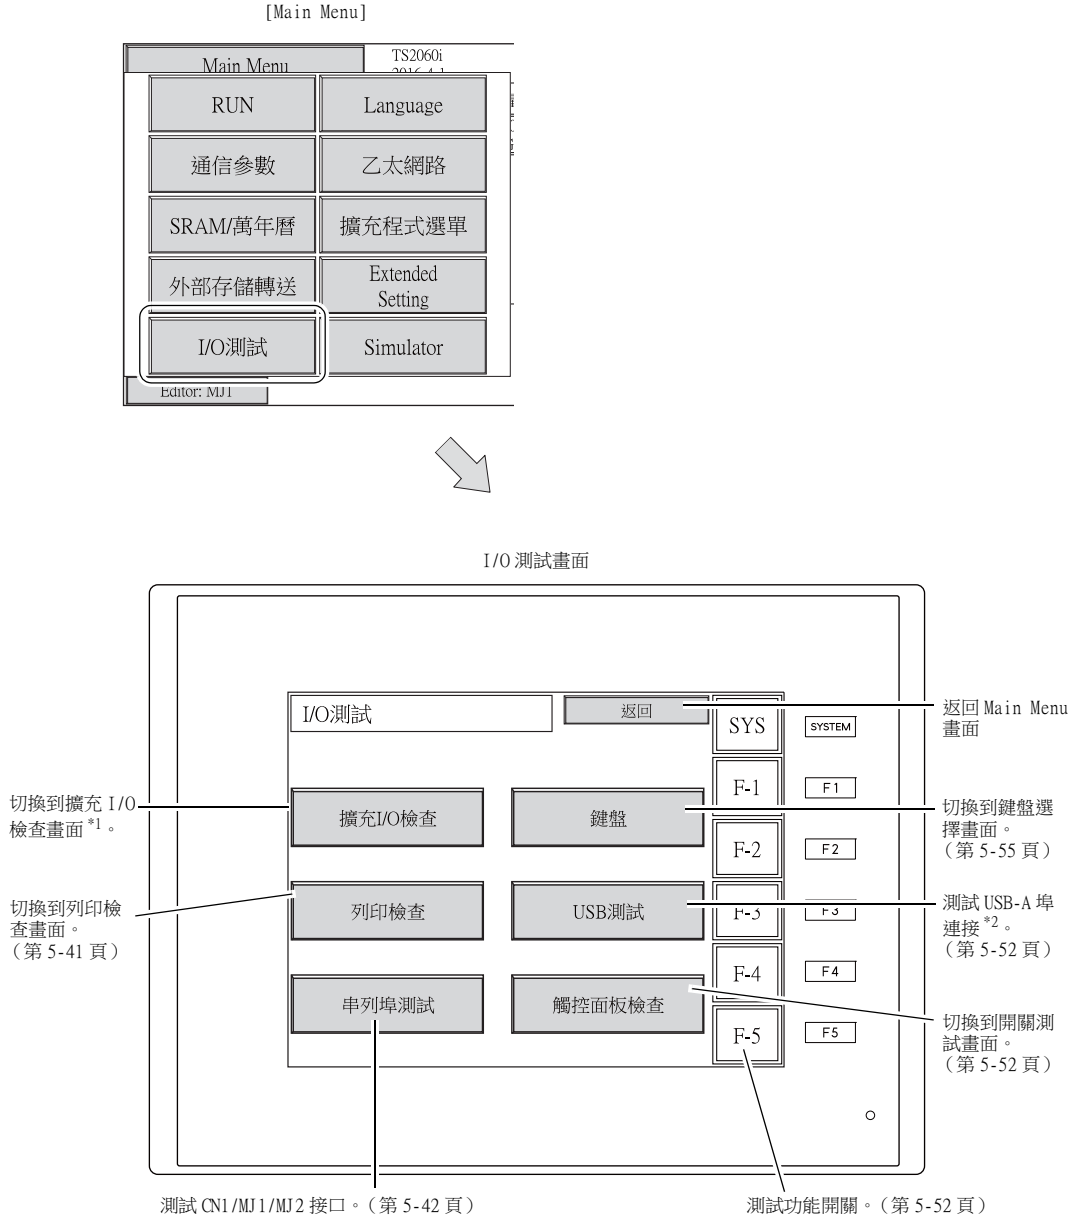 [Main Menu]
Main Menu
TS2060i
2016-4-1
RUN
Language
通信參數
乙太網路
SRAM/萬年曆
擴充程式選單
外部存儲轉送
Extended
Setting
I/O測試
Simulator
Editor: MJ1
I/O 測試畫面
I/O測試
返回
SYS
SYSTEM
返回 Main Menu
畫面
F-1
F1
切換到擴充 I/O
檢查畫面 *1。
擴充I/O檢查
鍵盤
切換到鍵盤選
擇畫面。
(第 5-55 頁)
F-2
F2
切換到列印檢
查畫面。
(第 5-41 頁)
列印檢查
USB測試
F-3
F3
測試 USB-A 埠
連接 *2。
(第 5-52 頁)
F-4
F4
串列埠測試
觸控面板檢查
切換到開關測
試畫面。
(第 5-52 頁)
F-5
F5
測試 CN1/MJ1/MJ2 接口。(第 5-42 頁)
測試功能開關。(第 5-52 頁)